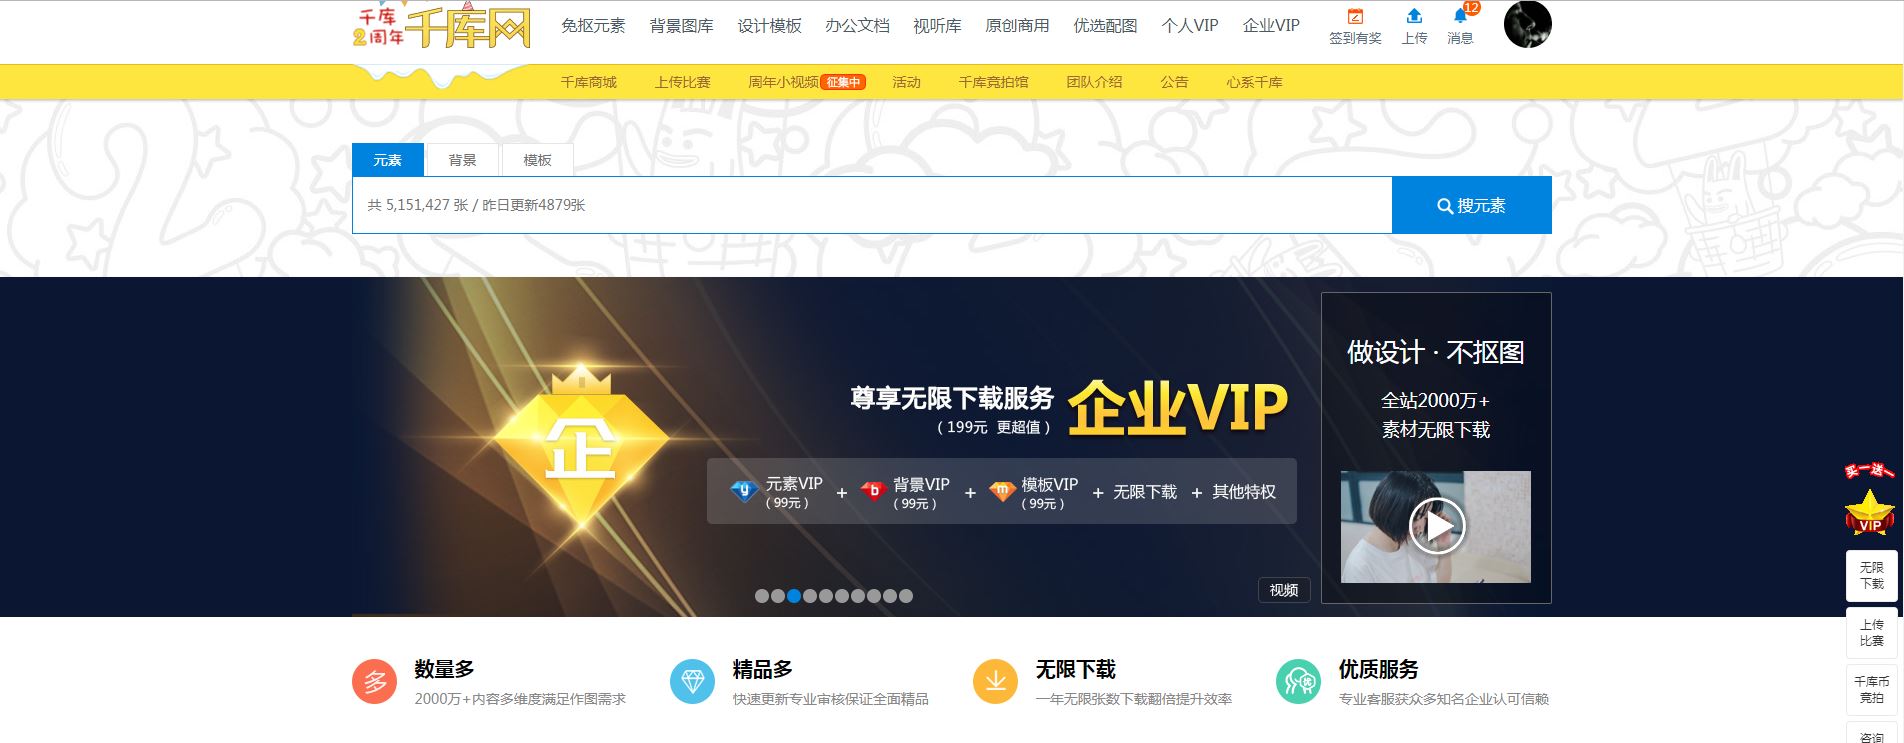 千库
2周年
千库网
免抠元素 背景图库 设计模板 办公文档 视听库 原创商用 优选配图 个人VIP 企业VIP
12
签到有奖 上传 消息
千库商城 上传比赛 周年小视频 征集中 活动 千库竞拍馆 团队介绍 公告 心系千库
元素 背景 模板
共 5,151,427 张 / 昨日更新4879张
搜元素
企
尊享无限下载服务
( 199元 更超值 )
企业VIP
y 元素VIP + b 背景VIP + m 模板VIP + 无限下载 + 其他特权
( 99元 ) ( 99元 ) ( 99元 )
视频
做设计 · 不抠图
全站2000万+
素材无限下载
买一送一
VIP
无限
下载
上传
比赛
千库币
竞拍
咨询
多 数量多
2000万+内容多维度满足作图需求
精品多
快速更新专业审核保证全面精品
无限下载
一年无限张数下载翻倍提升效率
优 优质服务
专业客服获众多知名企业认可信赖